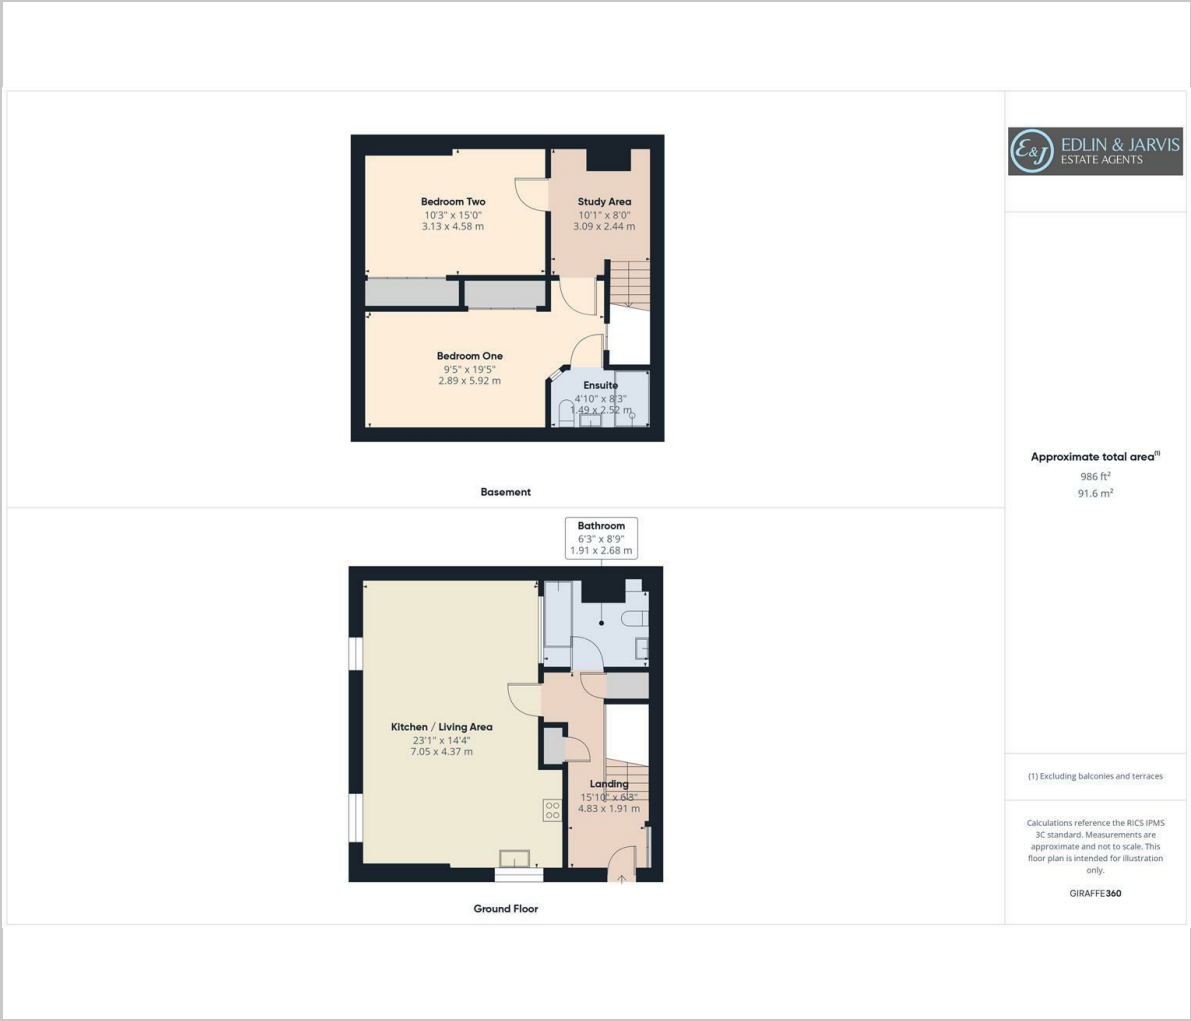 Bedroom Two
10'3" x 15'0"
3.13 x 4.58 m
Study Area
10'1" x 8'0"
3.09 x 2.44 m
Bedroom One
9'5" x 19'5"
2.89 x 5.92 m
Ensuite
4'10" x 8'3"
1.49 x 2.52 m
Basement
Bathroom
6'3" x 8'9"
1.91 x 2.68 m
Kitchen / Living Area
23'1" x 14'4"
7.05 x 4.37 m
Landing
15'10" x 6'3"
4.83 x 1.91 m
Ground Floor
E&J
EDLIN & JARVIS
ESTATE AGENTS
Approximate total area(1)
986 ft²
91.6 m²
(1) Excluding balconies and terraces
Calculations reference the RICS IPMS
3C standard. Measurements are
approximate and not to scale. This
floor plan is intended for illustration
only.
GIRAFFE360